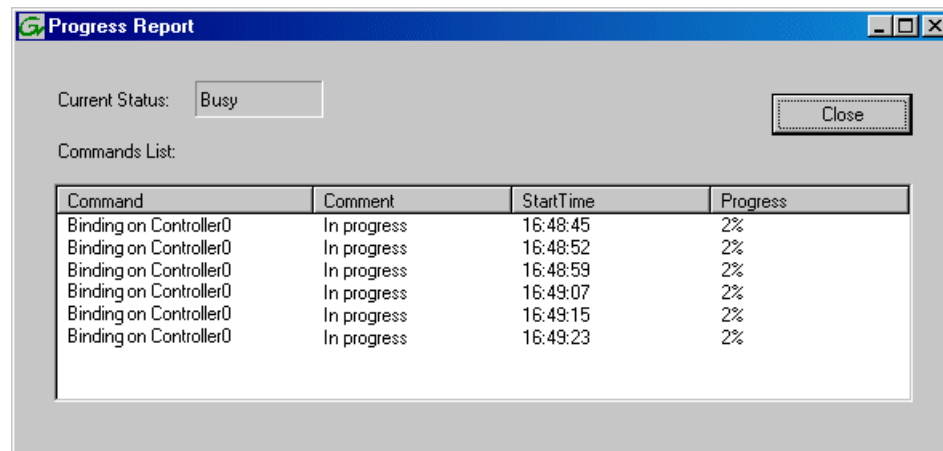 Progress Report
Current Status: Busy
Close
Commands List:
Command Comment StartTime Progress
Binding on Controller0 In progress 16:48:45 2%
Binding on Controller0 In progress 16:48:52 2%
Binding on Controller0 In progress 16:48:59 2%
Binding on Controller0 In progress 16:49:07 2%
Binding on Controller0 In progress 16:49:15 2%
Binding on Controller0 In progress 16:49:23 2%